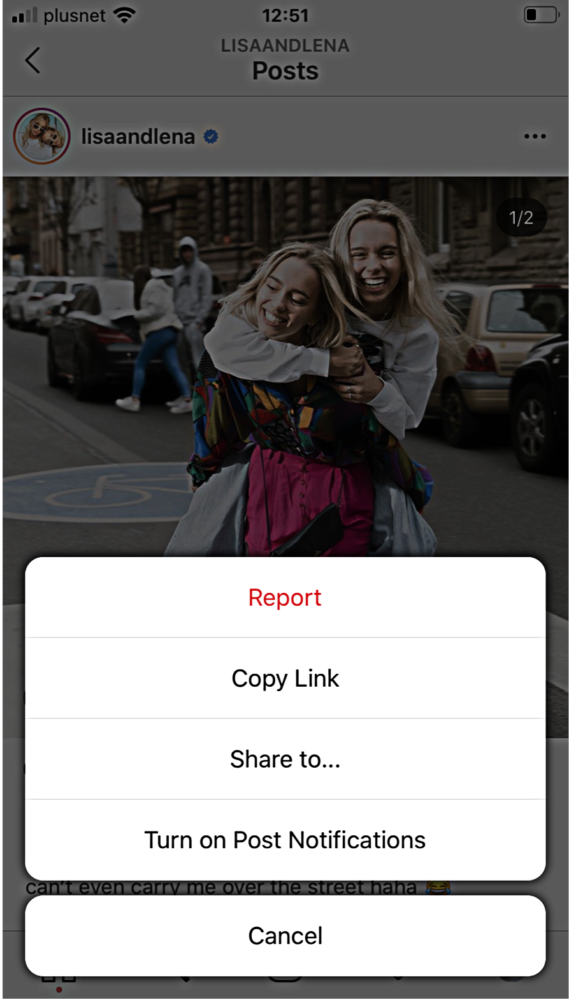 plusnet
12:51
LISAANDLENA
Posts
lisaandlena
1/2
Report
Copy Link
Share to...
Turn on Post Notifications
can't even carry me over the street haha 😂
Cancel